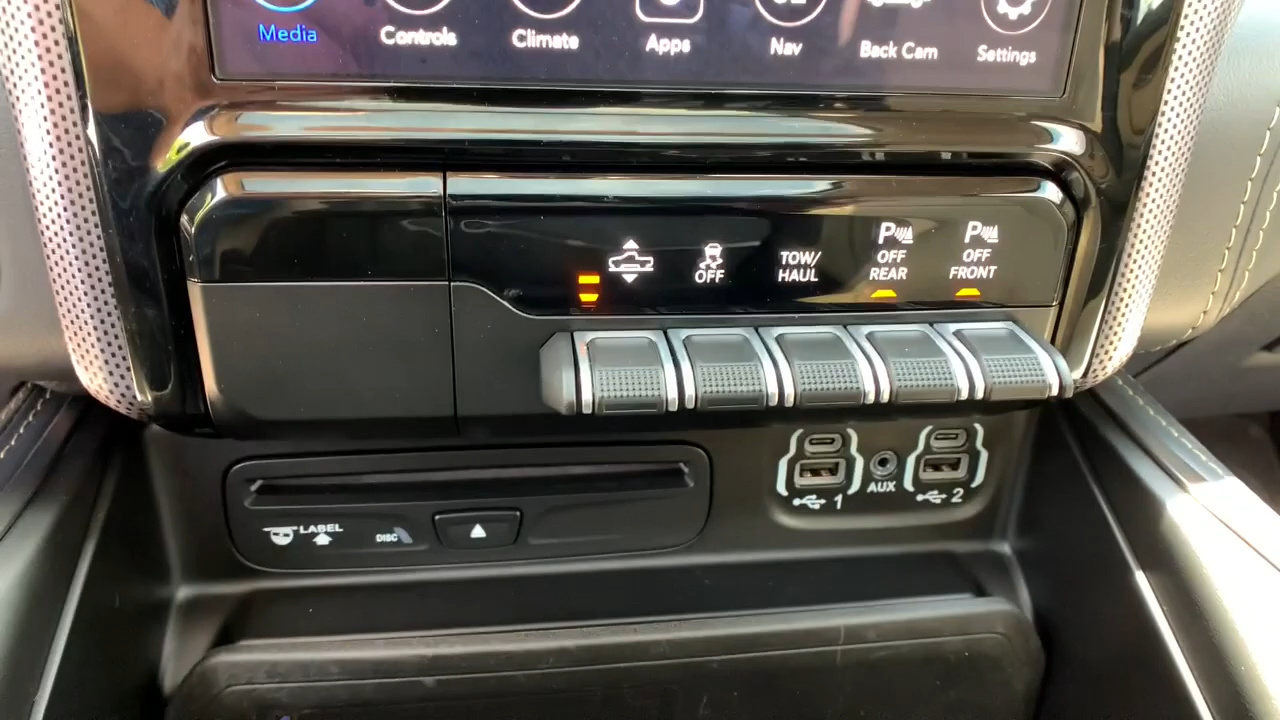 Media Controls Climate Apps Nav Back Cam Settings
OFF
TOW/
HAUL
P
OFF
REAR
P
OFF
FRONT
LABEL
DISC
1
AUX
2